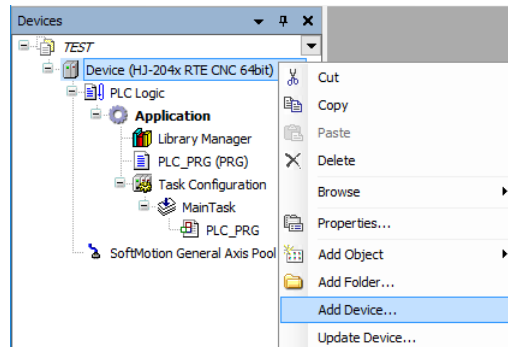 Devices
TEST
Device (HJ-204x RTE CNC 64bit)
PLC Logic
Application
Library Manager
PLC_PRG (PRG)
Task Configuration
MainTask
PLC_PRG
SoftMotion General Axis Pool
Cut
Copy
Paste
Delete
Browse
Properties...
Add Object
Add Folder...
Add Device...
Update Device...